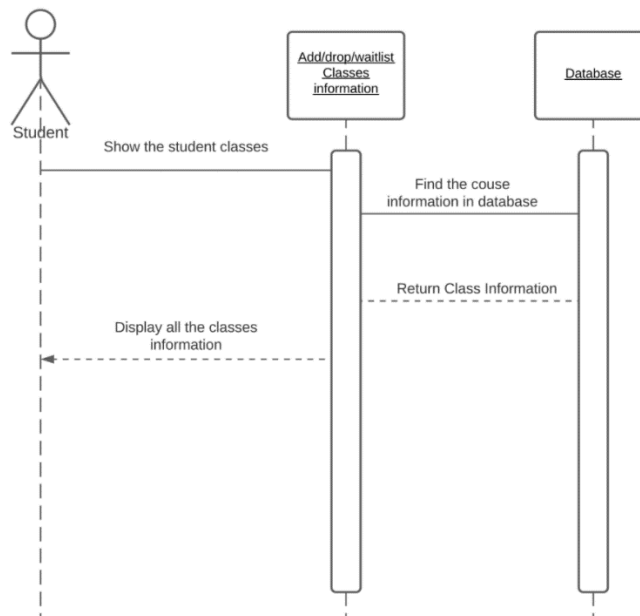 Add/drop/waitlist
Classes
information
Database
Student
Show the student classes
Find the couse
information in database
Return Class Information
Display all the classes
information